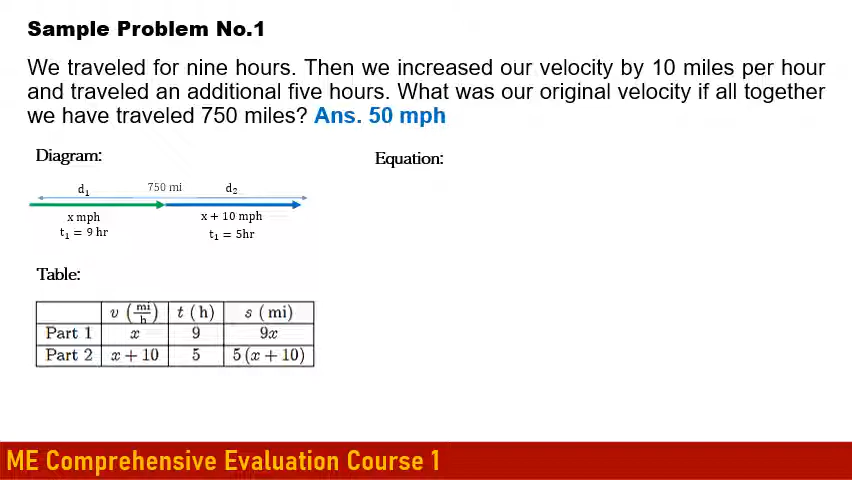 Sample Problem No.1
We traveled for nine hours. Then we increased our velocity by 10 miles per hour
and traveled an additional five hours. What was our original velocity if all together
we have traveled 750 miles? Ans. 50 mph
Diagram:
Equation:
d₁ 750 mi d₂
x mph x + 10 mph
t₁ = 9 hr t₁ = 5hr
Table:
v (mi/h) t (h) s (mi)
Part 1 x 9 9x
Part 2 x + 10 5 5 (x + 10)
ME Comprehensive Evaluation Course 1